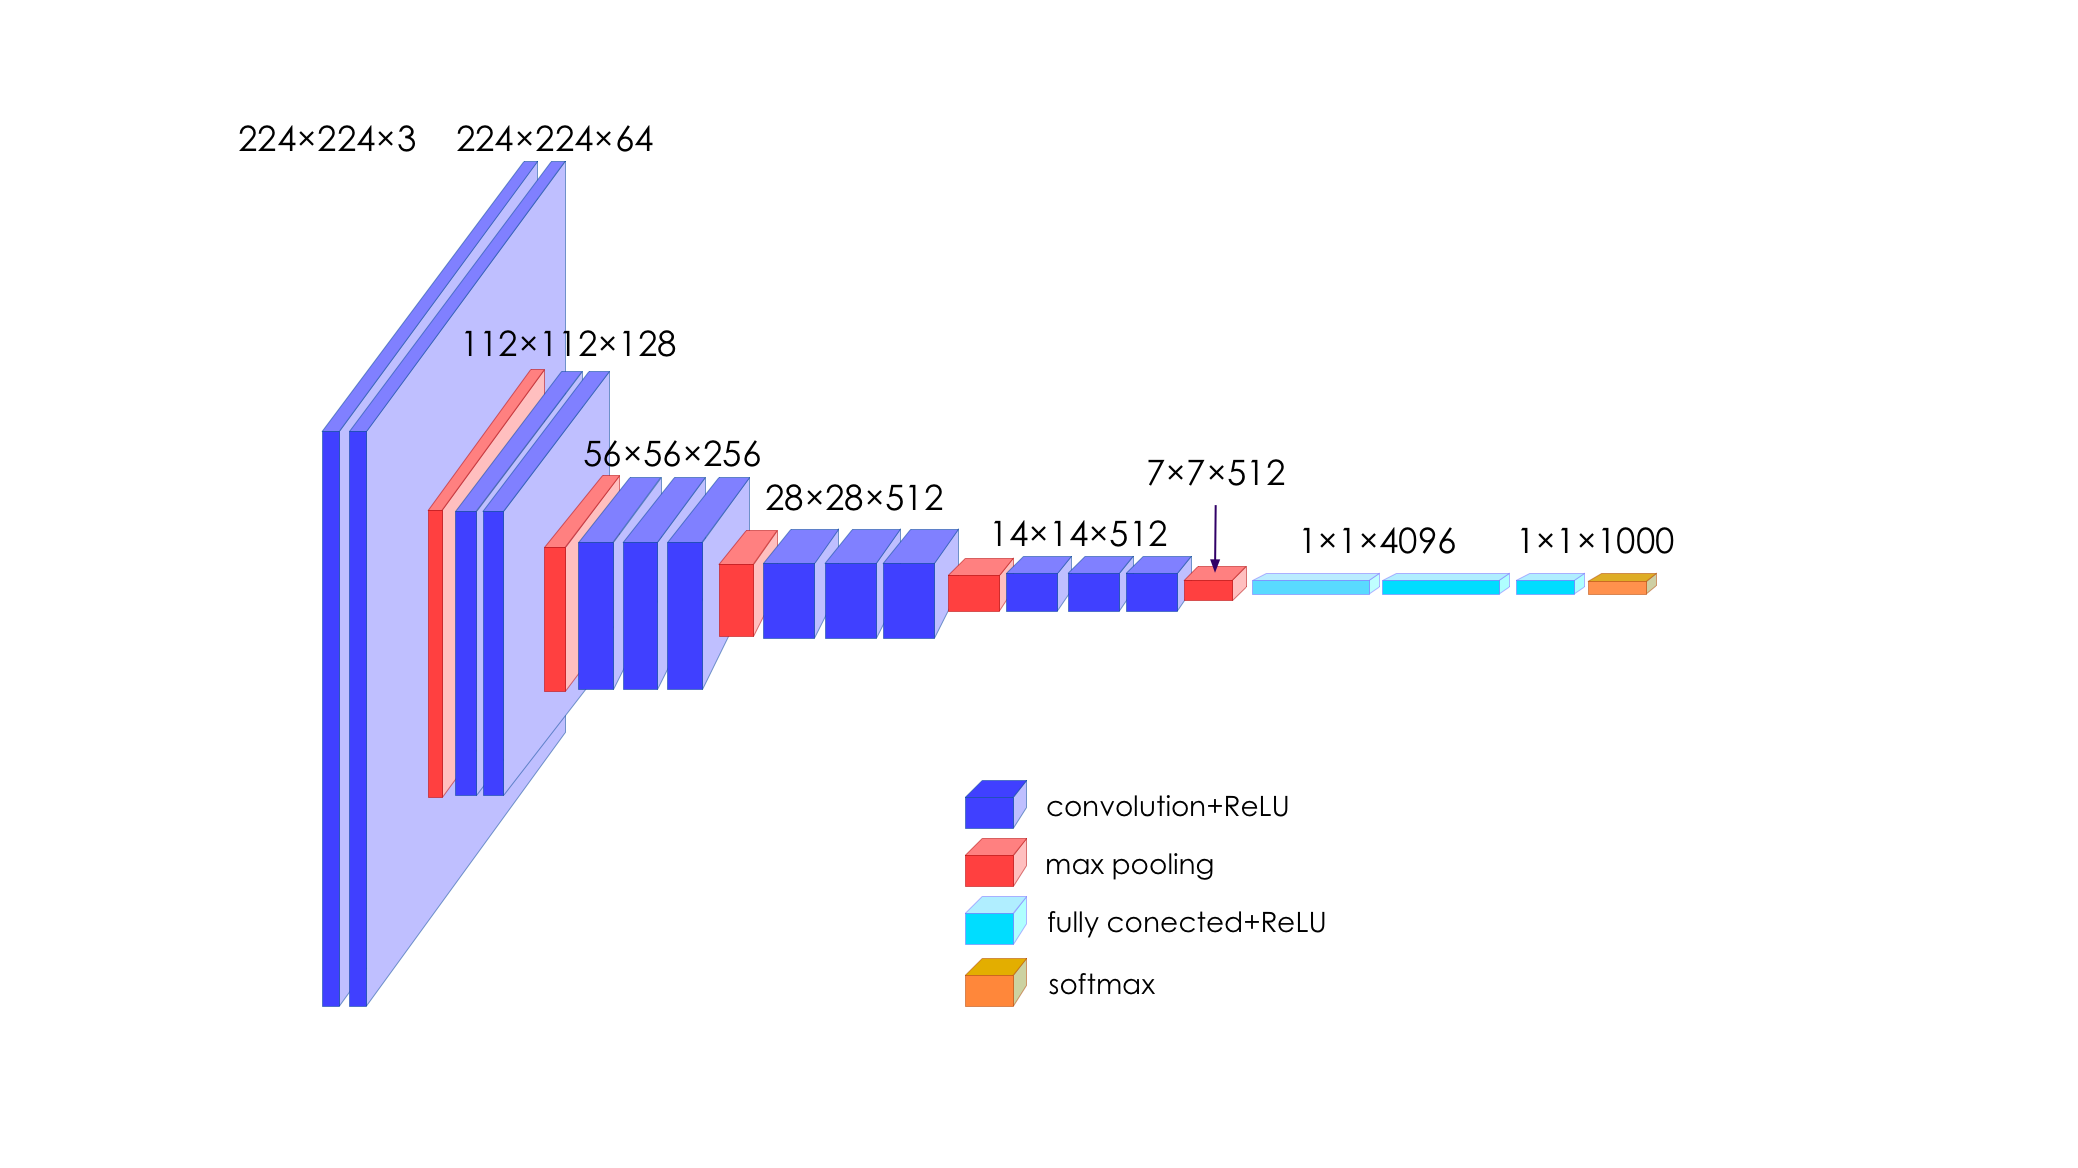 224×224×3
224×224×64
112×112×128
56×56×256
28×28×512
14×14×512
7×7×512
1×1×4096
1×1×1000
convolution+ReLU
max pooling
fully conected+ReLU
softmax